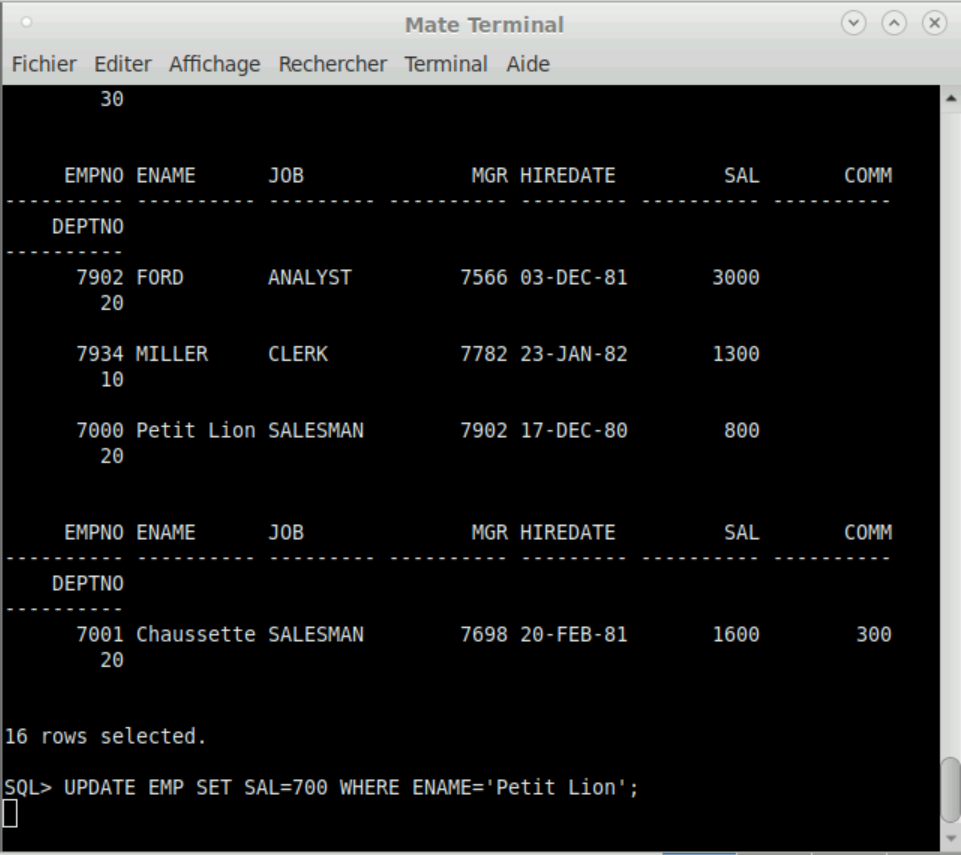 Mate Terminal
Fichier Editer Affichage Rechercher Terminal Aide
30
EMPNO ENAME JOB MGR HIREDATE SAL COMM
---------- ---------- --------- ---------- --------- ---------- ----------
DEPTNO
----------
7902 FORD ANALYST 7566 03-DEC-81 3000
20
7934 MILLER CLERK 7782 23-JAN-82 1300
10
7000 Petit Lion SALESMAN 7902 17-DEC-80 800
20
EMPNO ENAME JOB MGR HIREDATE SAL COMM
---------- ---------- --------- ---------- --------- ---------- ----------
DEPTNO
----------
7001 Chaussette SALESMAN 7698 20-FEB-81 1600 300
20
16 rows selected.
SQL> UPDATE EMP SET SAL=700 WHERE ENAME='Petit Lion';